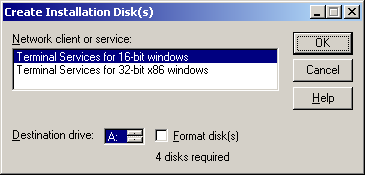 Create Installation Disk(s)
Network client or service:
Terminal Services for 16-bit windows
Terminal Services for 32-bit x86 windows
OK
Cancel
Help
Destination drive: A: Format disk(s)
4 disks required